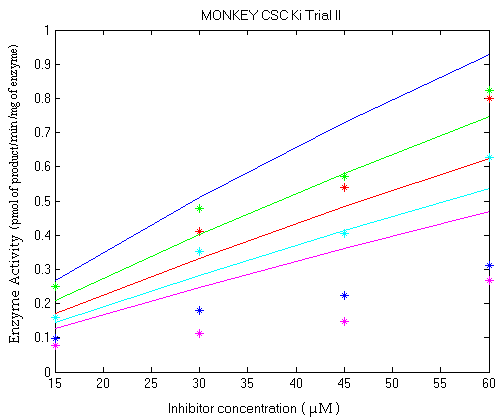 MONKEY CSC Ki Trial II
Enzyme Activity (pmol of product/min/mg of enzyme)
1
0.9
0.8
0.7
0.6
0.5
0.4
0.3
0.2
0.1
0
15 20 25 30 35 40 45 50 55 60
Inhibitor concentration ( μM )